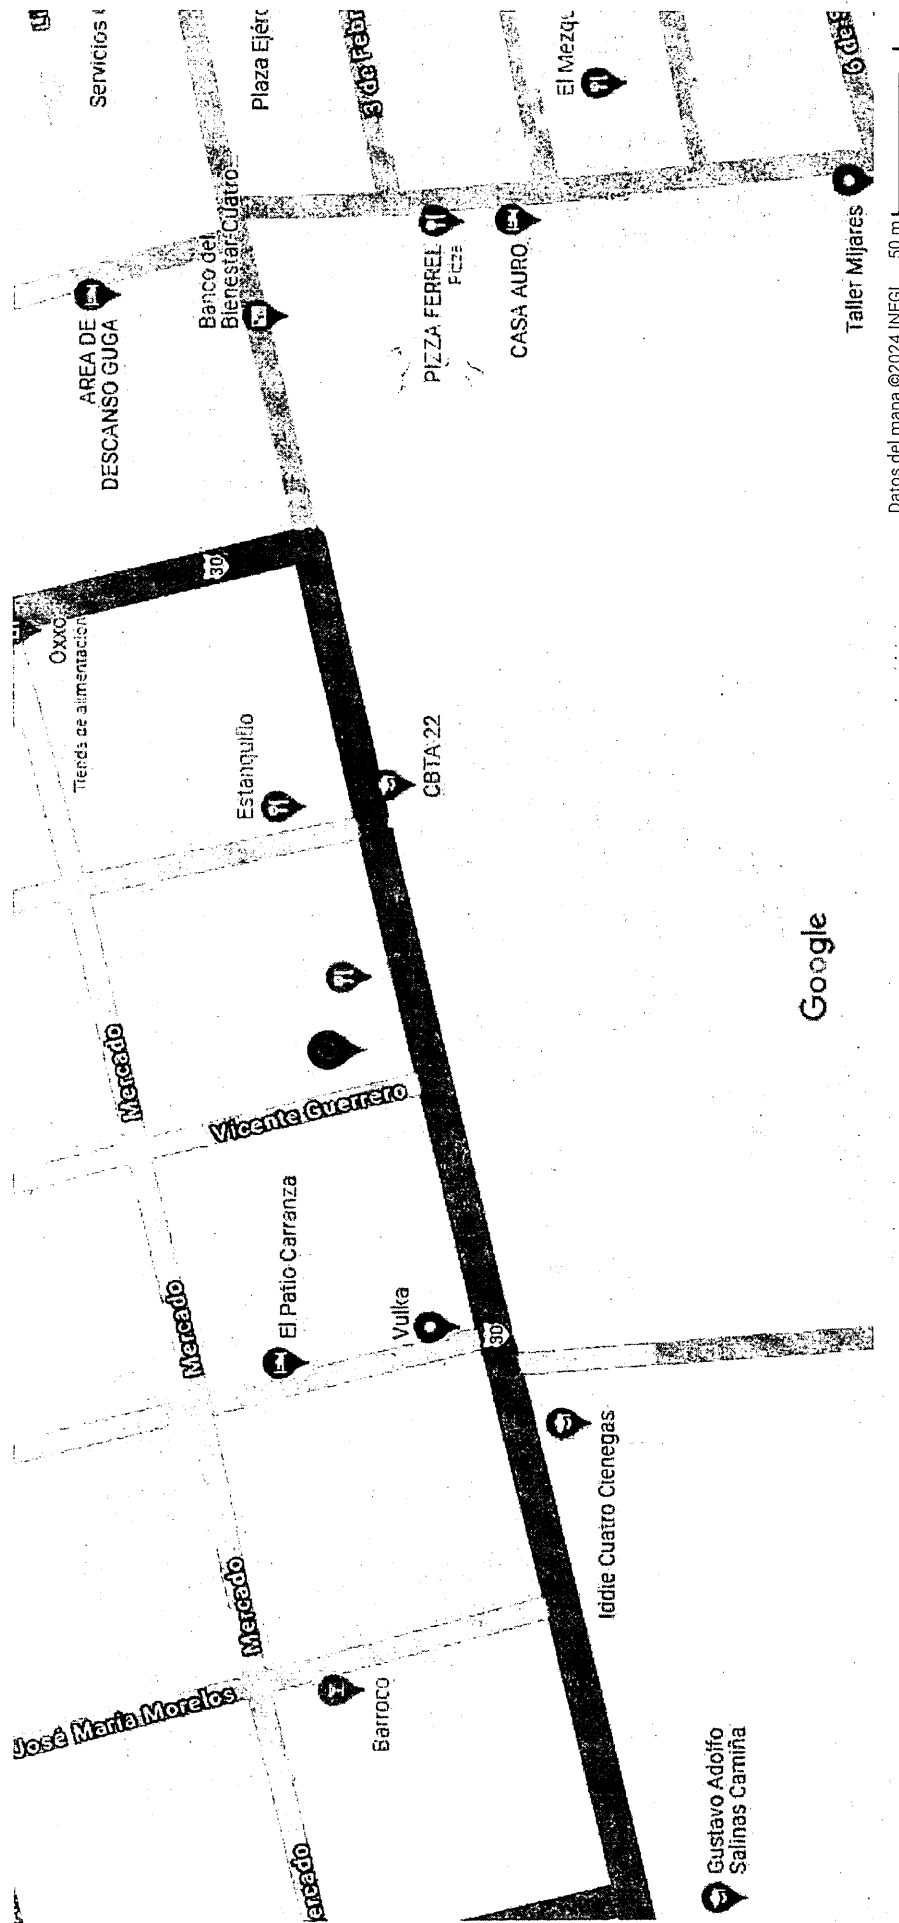 Servicios
Plaza Ejérc
3 de Febr
El Mezqu
6 de
Banco del
Bienestar Cuatro
AREA DE
DESCANSO GUGA
PIZZA FERREL
Pizza
CASA AURO
Taller Mijares
30
Oxxo
Tienda de alimentación
Estanquillo
CBTA 22
Mercado
Vicente Guerrero
El Patio Carranza
Mercado
Vulka
30
Iddie Cuatro Cienegas
Mercado
José María Morelos
Barroco
Gustavo Adolfo
Salinas Camiña
ercado
Google
Datos del mapa ©2024 INEGI 50 m